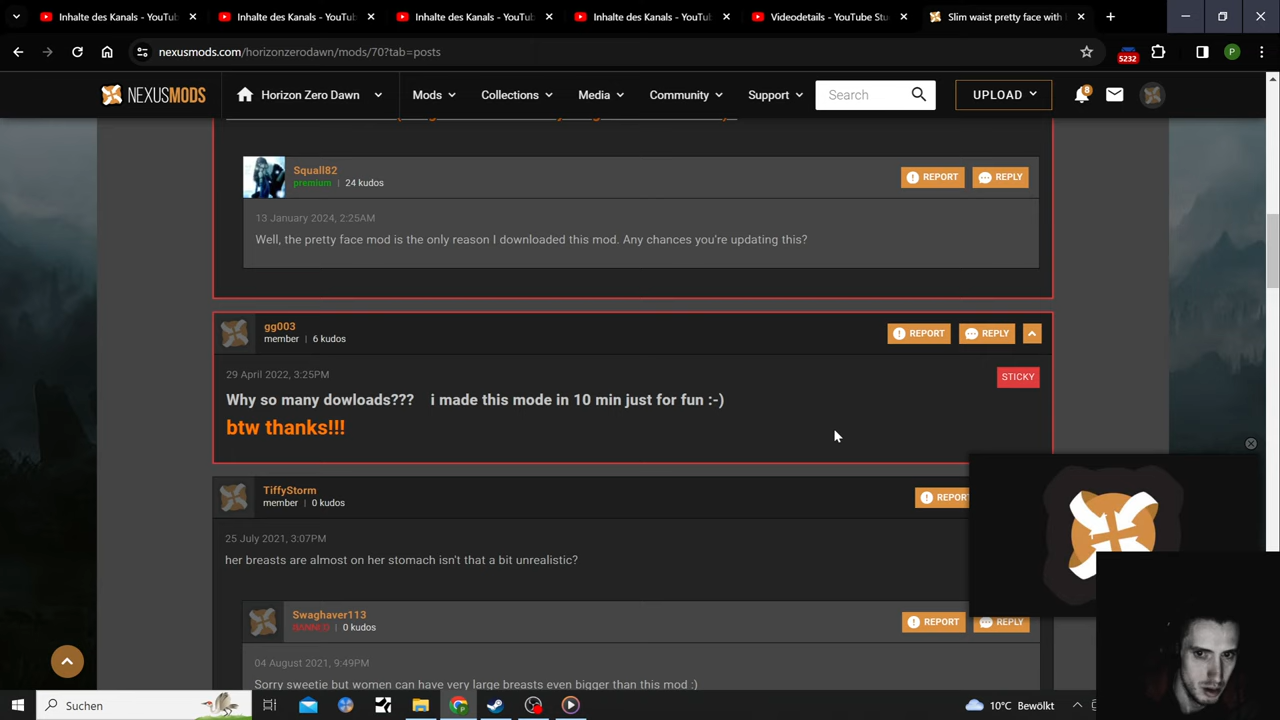 Inhalte des Kanals - YouTu
Inhalte des Kanals - YouTub
Inhalte des Kanals - YouTub
Inhalte des Kanals - YouTub
Videodetails - YouTube Stu
Slim waist pretty face with
nexusmods.com/horizonzerodawn/mods/70?tab=posts
5232
P
NEXUSMODS
Horizon Zero Dawn
Mods
Collections
Media
Community
Support
Search
UPLOAD
8
Squall82
premium | 24 kudos
REPORT
REPLY
13 January 2024, 2:25AM
Well, the pretty face mod is the only reason I downloaded this mod. Any chances you're updating this?
gg003
member | 6 kudos
REPORT
REPLY
29 April 2022, 3:25PM
STICKY
Why so many dowloads??? i made this mode in 10 min just for fun :-)
btw thanks!!!
TiffyStorm
member | 0 kudos
REPOR
25 July 2021, 3:07PM
her breasts are almost on her stomach isn't that a bit unrealistic?
Swaghaver113
BANNED | 0 kudos
REPORT
REPLY
04 August 2021, 9:49PM
Sorry sweetie but women can have very large breasts even bigger than this mod :)
Suchen
10°C Bewölkt